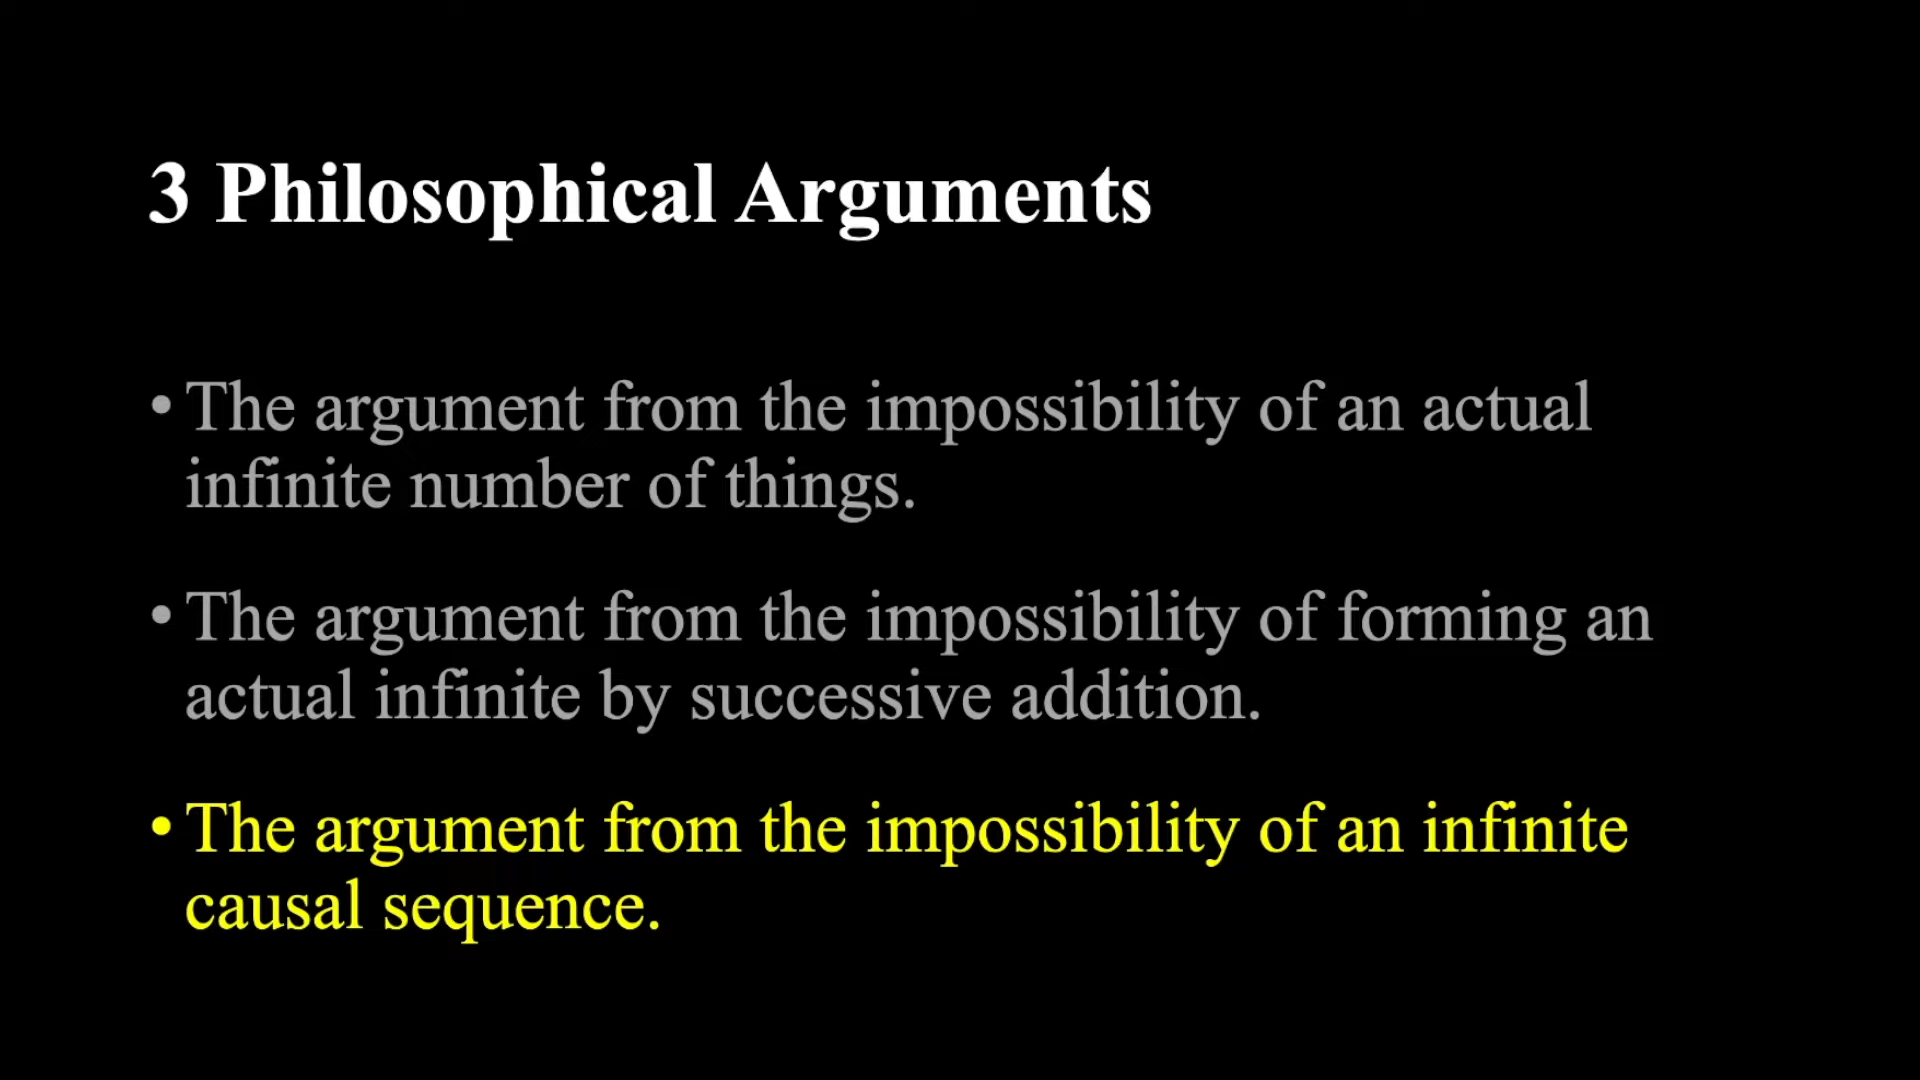 3 Philosophical Arguments
• The argument from the impossibility of an actual
infinite number of things.
• The argument from the impossibility of forming an
actual infinite by successive addition.
• The argument from the impossibility of an infinite
causal sequence.